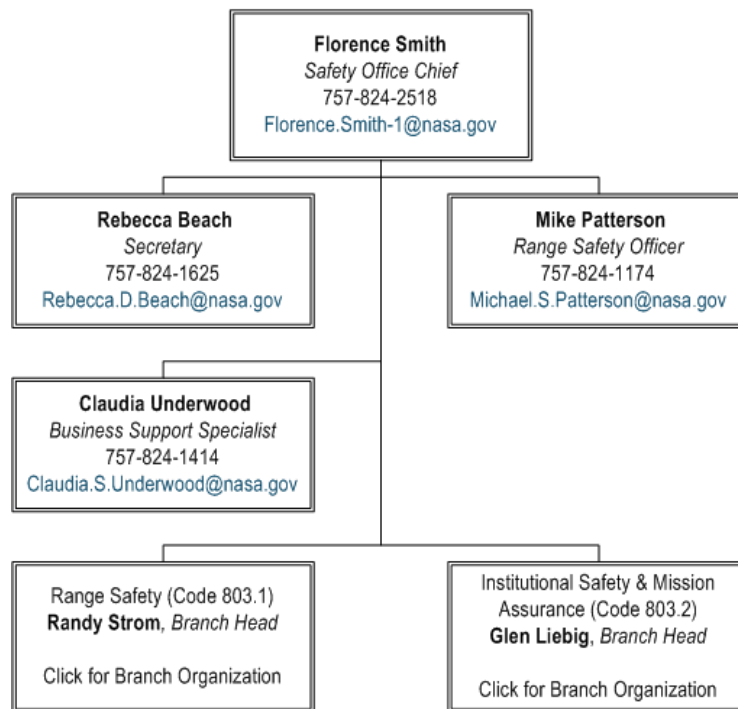 Florence Smith
Safety Office Chief
757-824-2518
Florence.Smith-1@nasa.gov
Rebecca Beach
Secretary
757-824-1625
Rebecca.D.Beach@nasa.gov
Mike Patterson
Range Safety Officer
757-824-1174
Michael.S.Patterson@nasa.gov
Claudia Underwood
Business Support Specialist
757-824-1414
Claudia.S.Underwood@nasa.gov
Range Safety (Code 803.1)
Randy Strom, Branch Head
Click for Branch Organization
Institutional Safety & Mission
Assurance (Code 803.2)
Glen Liebig, Branch Head
Click for Branch Organization